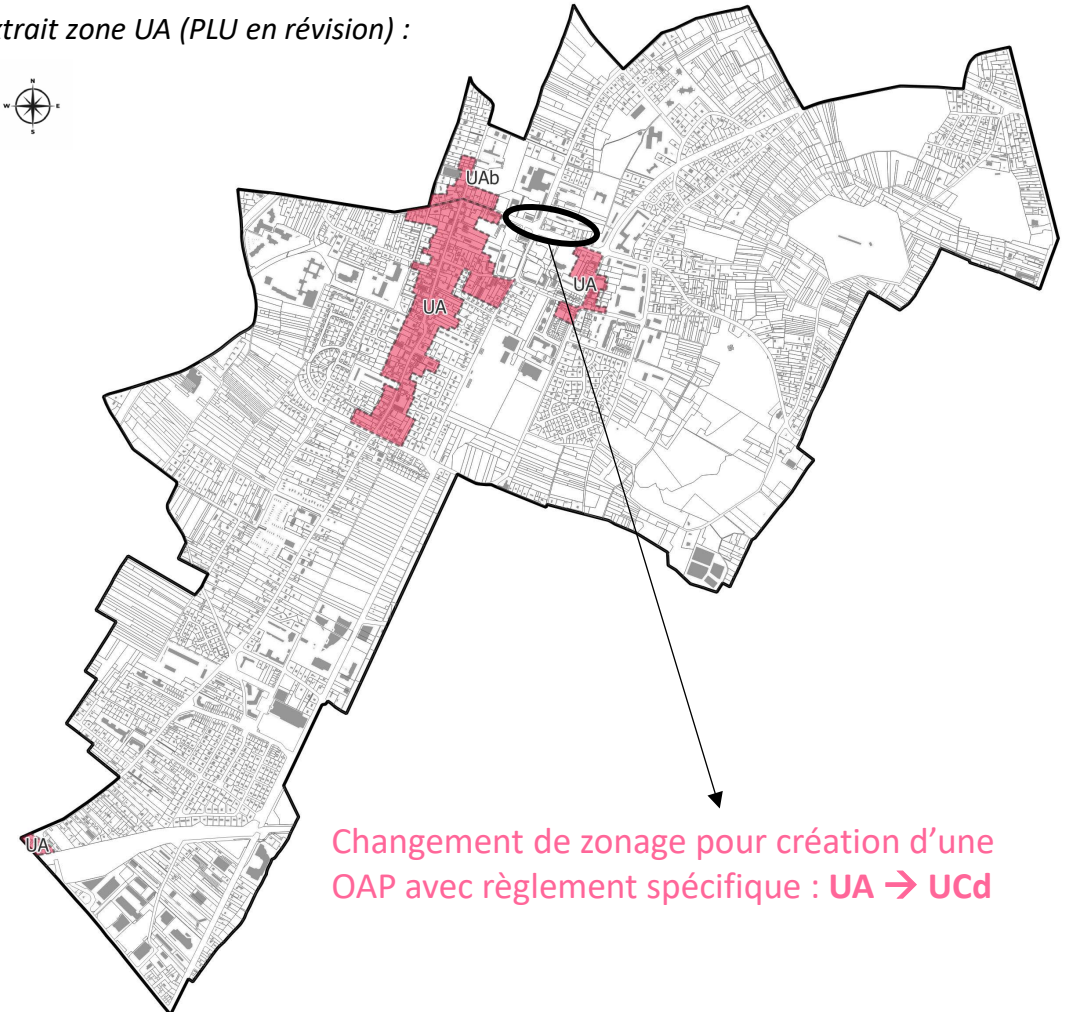 xtrait zone UA (PLU en révision) :
N
W E
S
UAb
UA
UA
UA
Changement de zonage pour création d’une
OAP avec règlement spécifique : UA → UCd